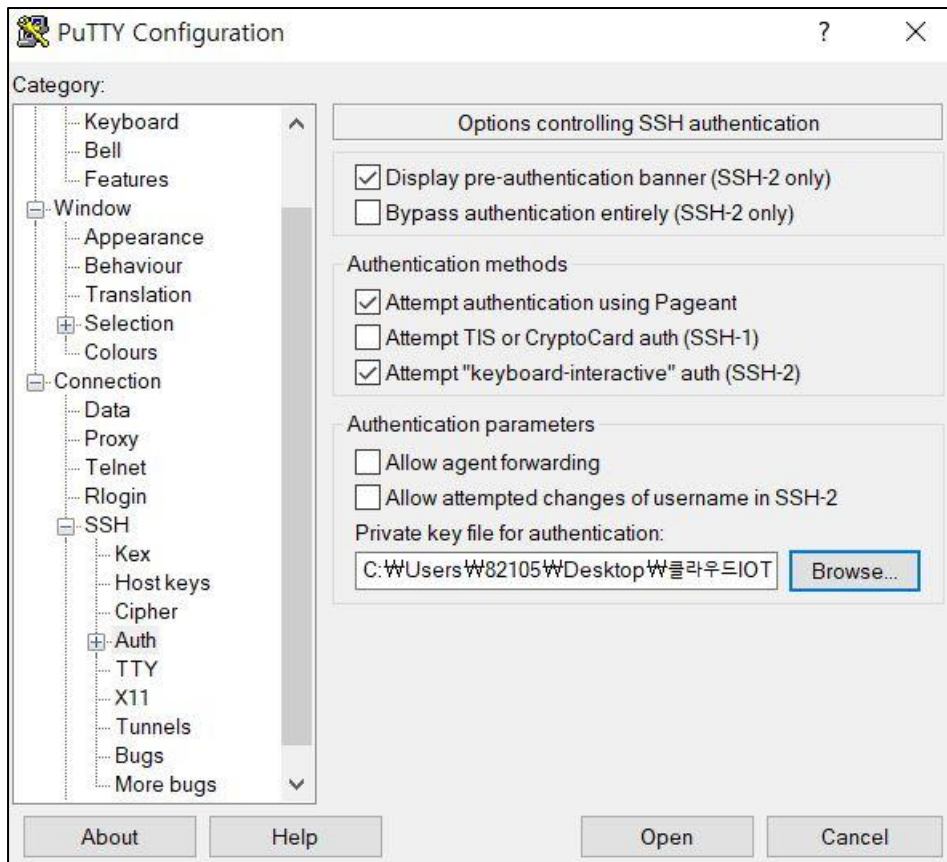 PuTTY Configuration
?
Category:
Keyboard
Bell
Features
Window
Appearance
Behaviour
Translation
Selection
Colours
Connection
Data
Proxy
Telnet
Rlogin
SSH
Kex
Host keys
Cipher
Auth
TTY
X11
Tunnels
Bugs
More bugs
Options controlling SSH authentication
Display pre-authentication banner (SSH-2 only)
Bypass authentication entirely (SSH-2 only)
Authentication methods
Attempt authentication using Pageant
Attempt TIS or CryptoCard auth (SSH-1)
Attempt "keyboard-interactive" auth (SSH-2)
Authentication parameters
Allow agent forwarding
Allow attempted changes of username in SSH-2
Private key file for authentication:
C:₩Users₩82105₩Desktop₩클라우드IOT
Browse...
About
Help
Open
Cancel